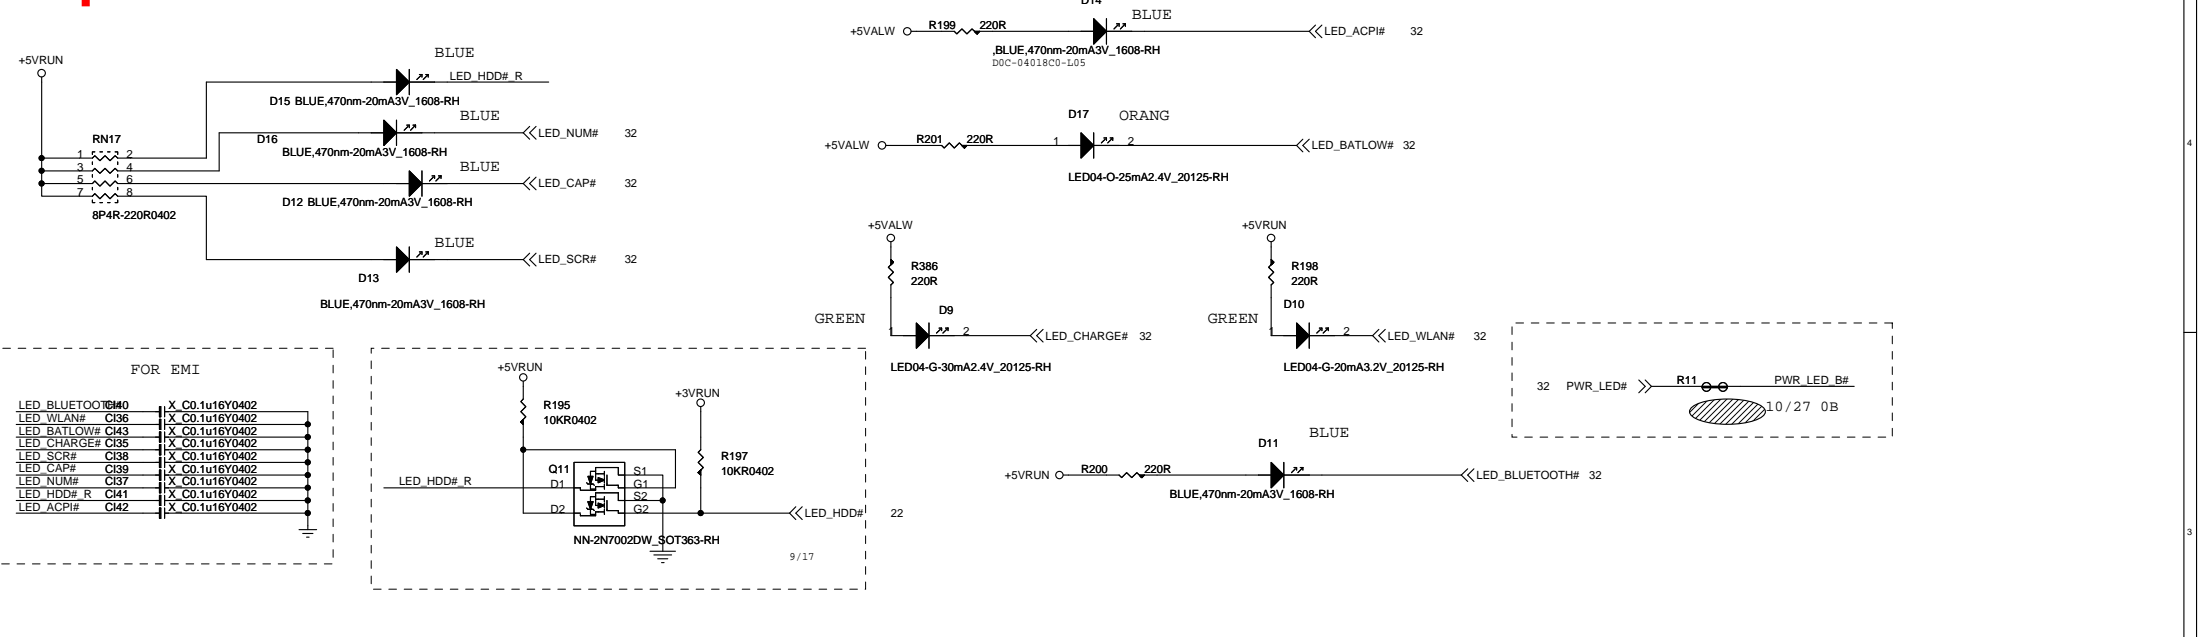 D14
BLUE
+5VALW R199 220R LED_ACPI# 32
,BLUE,470nm-20mA3V_1608-RH
D0C-04018C0-L05
BLUE
+5VRUN
LED_HDD#_R
D15 BLUE,470nm-20mA3V_1608-RH
BLUE
D16 LED_NUM# 32
BLUE,470nm-20mA3V_1608-RH
RN17
1 2
3 4
5 6
7 8
8P4R-220R0402
BLUE
LED_CAP# 32
D12 BLUE,470nm-20mA3V_1608-RH
BLUE
LED_SCR# 32
D13
BLUE,470nm-20mA3V_1608-RH
D17 ORANG
+5VALW R201 220R 1 2 LED_BATLOW# 32
LED04-O-25mA2.4V_20125-RH
4
+5VALW
R386
220R
D9
GREEN
1 2 LED_CHARGE# 32
LED04-G-30mA2.4V_20125-RH
+5VRUN
R198
220R
D10
GREEN
1 2 LED_WLAN# 32
LED04-G-20mA3.2V_20125-RH
32 PWR_LED# R11 PWR_LED_B#
10/27 0B
FOR EMI
LED_BLUETOOTH# CI40 X_C0.1u16Y0402
LED_WLAN# CI36 X_C0.1u16Y0402
LED_BATLOW# CI43 X_C0.1u16Y0402
LED_CHARGE# CI35 X_C0.1u16Y0402
LED_SCR# CI38 X_C0.1u16Y0402
LED_CAP# CI39 X_C0.1u16Y0402
LED_NUM# CI37 X_C0.1u16Y0402
LED_HDD#_R CI41 X_C0.1u16Y0402
LED_ACPI# CI42 X_C0.1u16Y0402
+5VRUN
R195
10KR0402
+3VRUN
R197
10KR0402
Q11 S1
LED_HDD#_R D1 G1
S2
D2 G2 LED_HDD# 22
NN-2N7002DW_SOT363-RH
9/17
BLUE
D11
+5VRUN R200 220R LED_BLUETOOTH# 32
BLUE,470nm-20mA3V_1608-RH
3